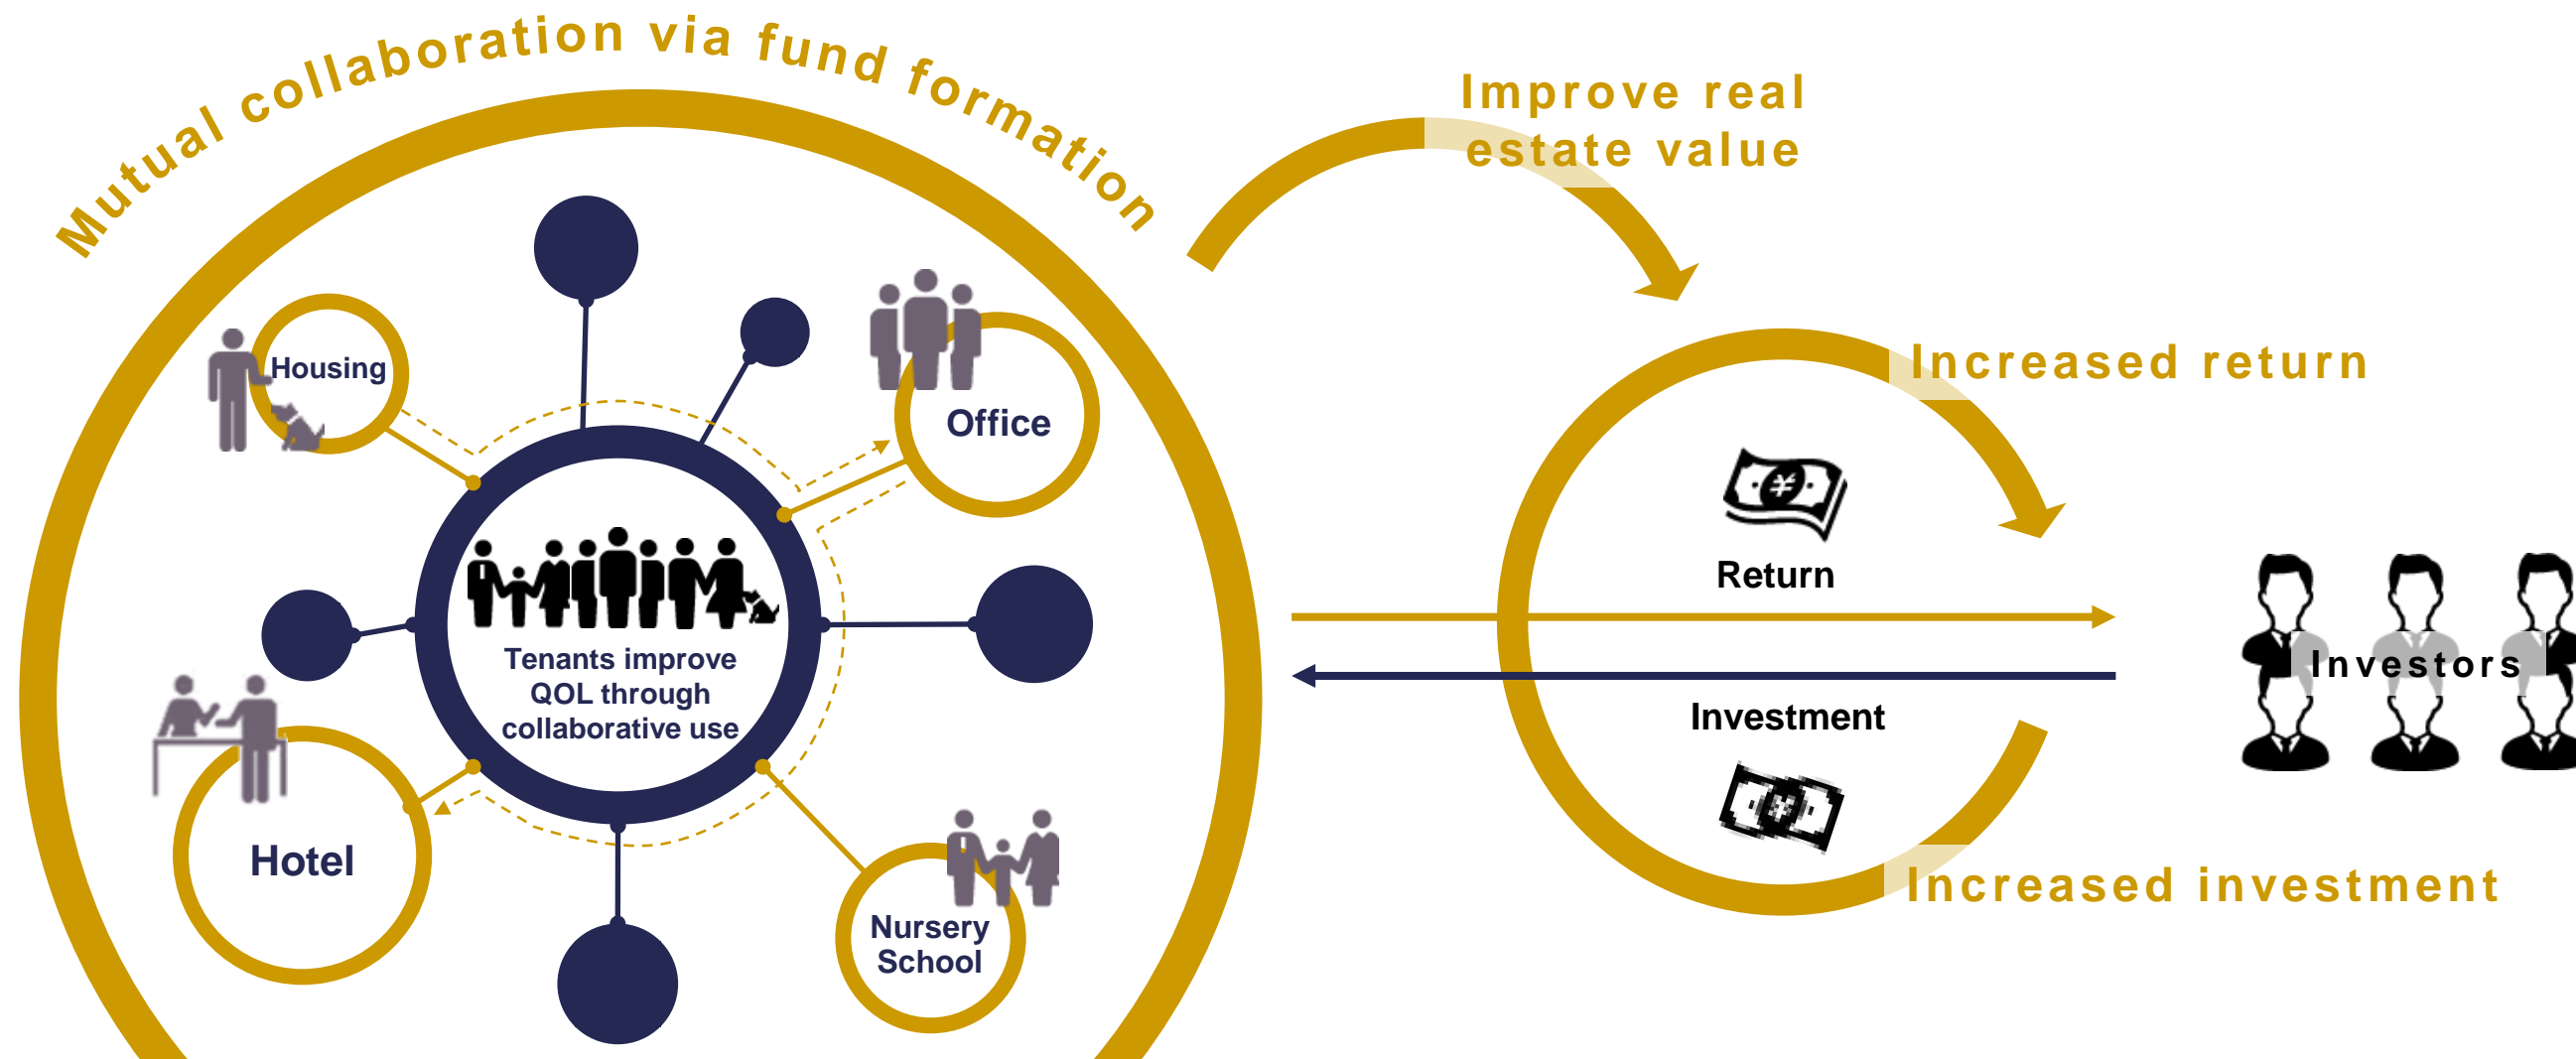 Mutual collaboration via fund formation
Improve real
estate value
Housing
Office
Increased return
¥
Return
Tenants improve
QOL through
collaborative use
Investors
Investment
Hotel
Increased investment
Nursery
School